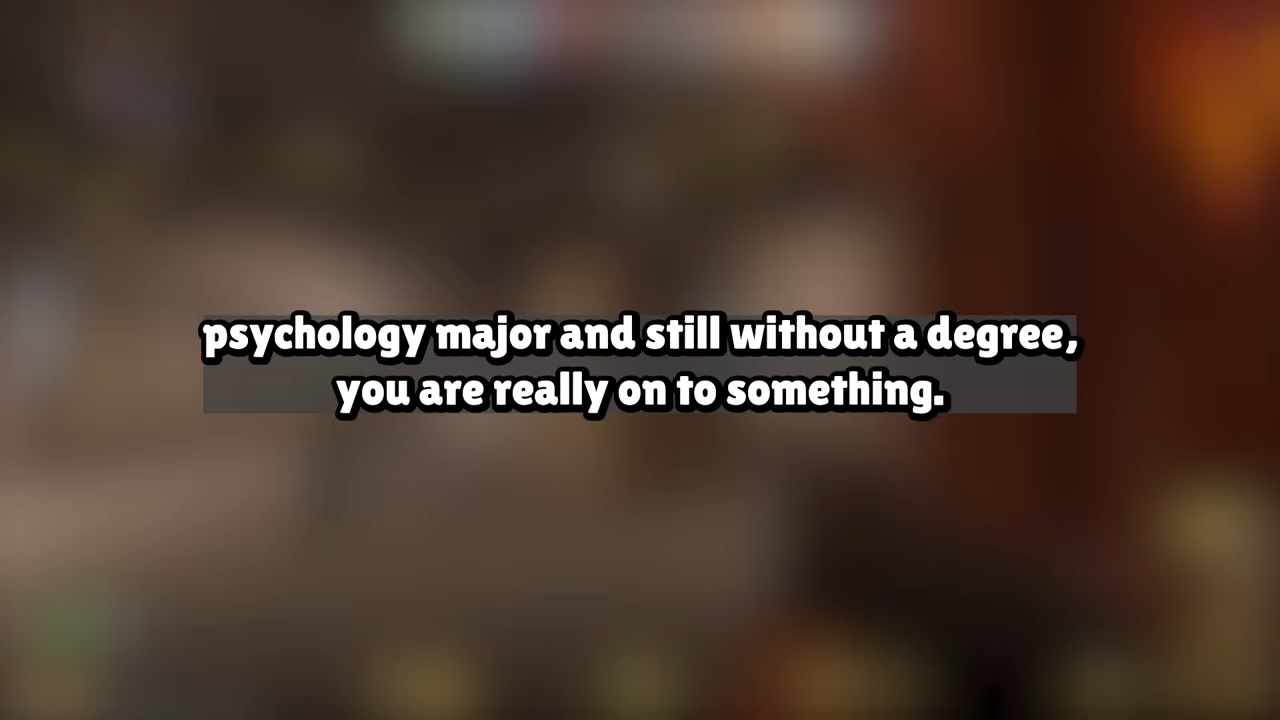 psychology major and still without a degree,
you are really on to something.